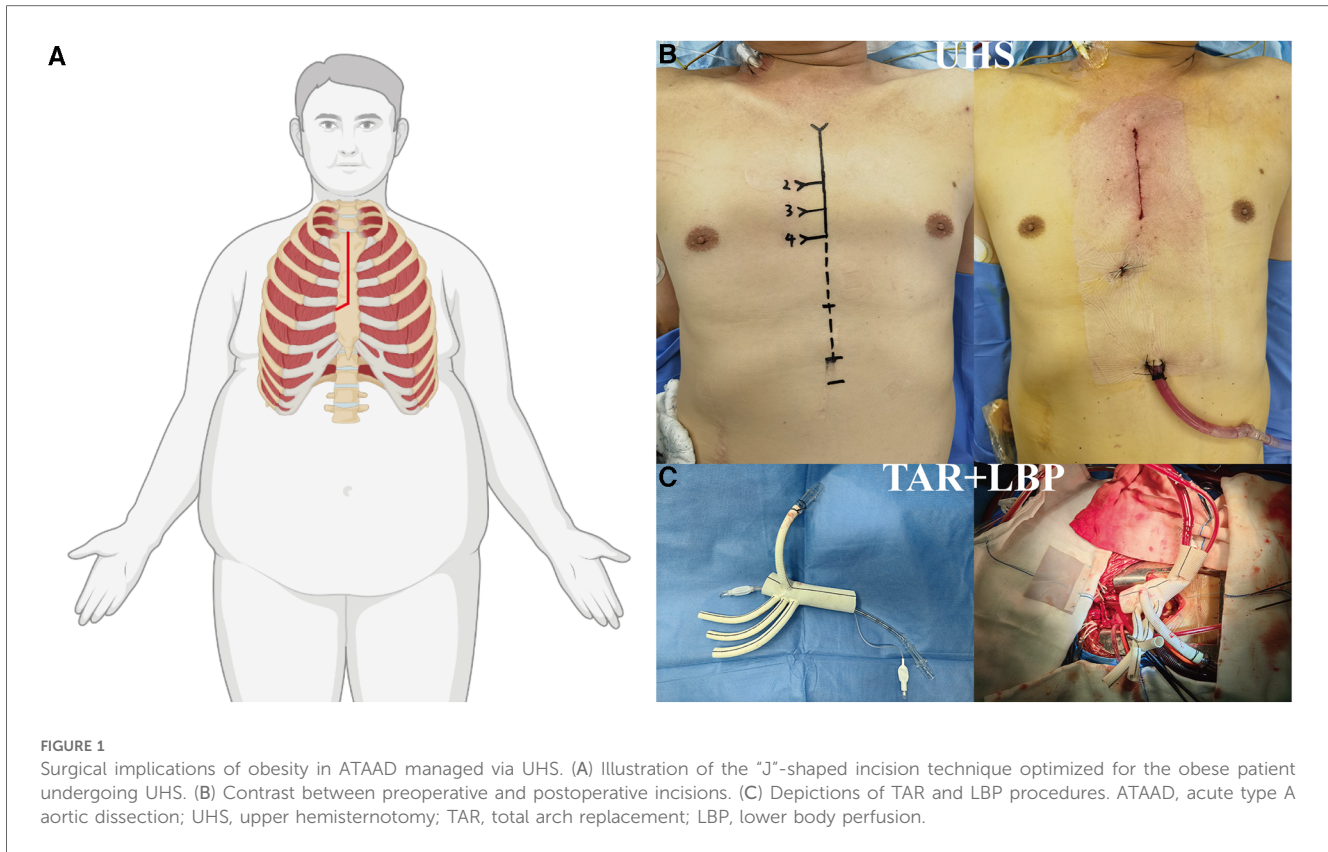 A
B
UHS
2
3
4
C
TAR+LBP
FIGURE 1
Surgical implications of obesity in ATAAD managed via UHS. (A) Illustration of the “J”-shaped incision technique optimized for the obese patient
undergoing UHS. (B) Contrast between preoperative and postoperative incisions. (C) Depictions of TAR and LBP procedures. ATAAD, acute type A
aortic dissection; UHS, upper hemisternotomy; TAR, total arch replacement; LBP, lower body perfusion.